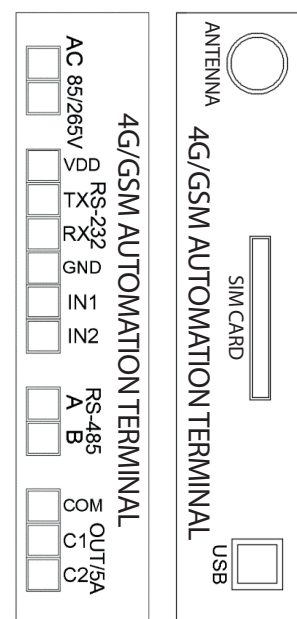 AC 85/265V
VDD
TX
RX
RS-232
GND
IN1
IN2
A
B
RS-485
COM
C1
C2
OUT/5A
4G/GSM AUTOMATION TERMINAL
ANTENNA
4G/GSM AUTOMATION TERMINAL
SIM CARD
USB